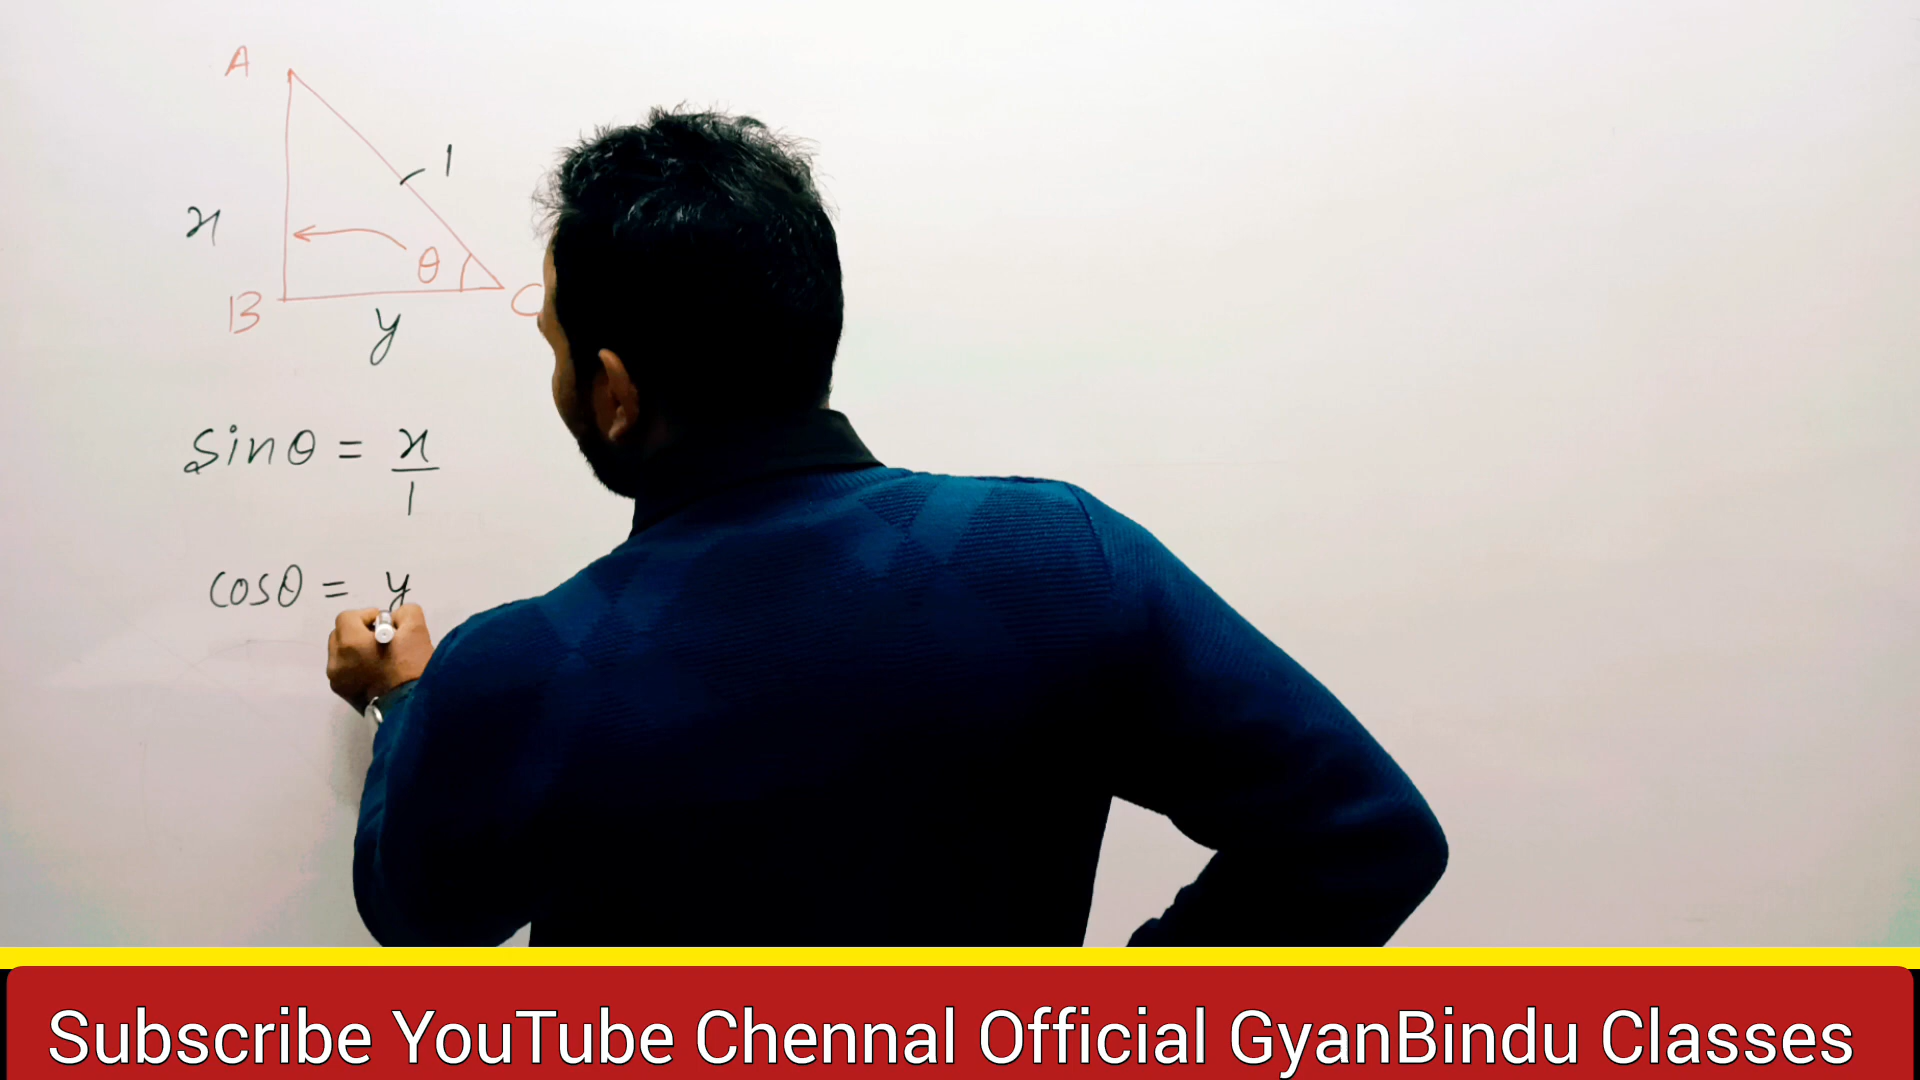 A
1
x
θ
B
C
y
sinθ = x/1
cosθ = y
Subscribe YouTube Chennal Official GyanBindu Classes